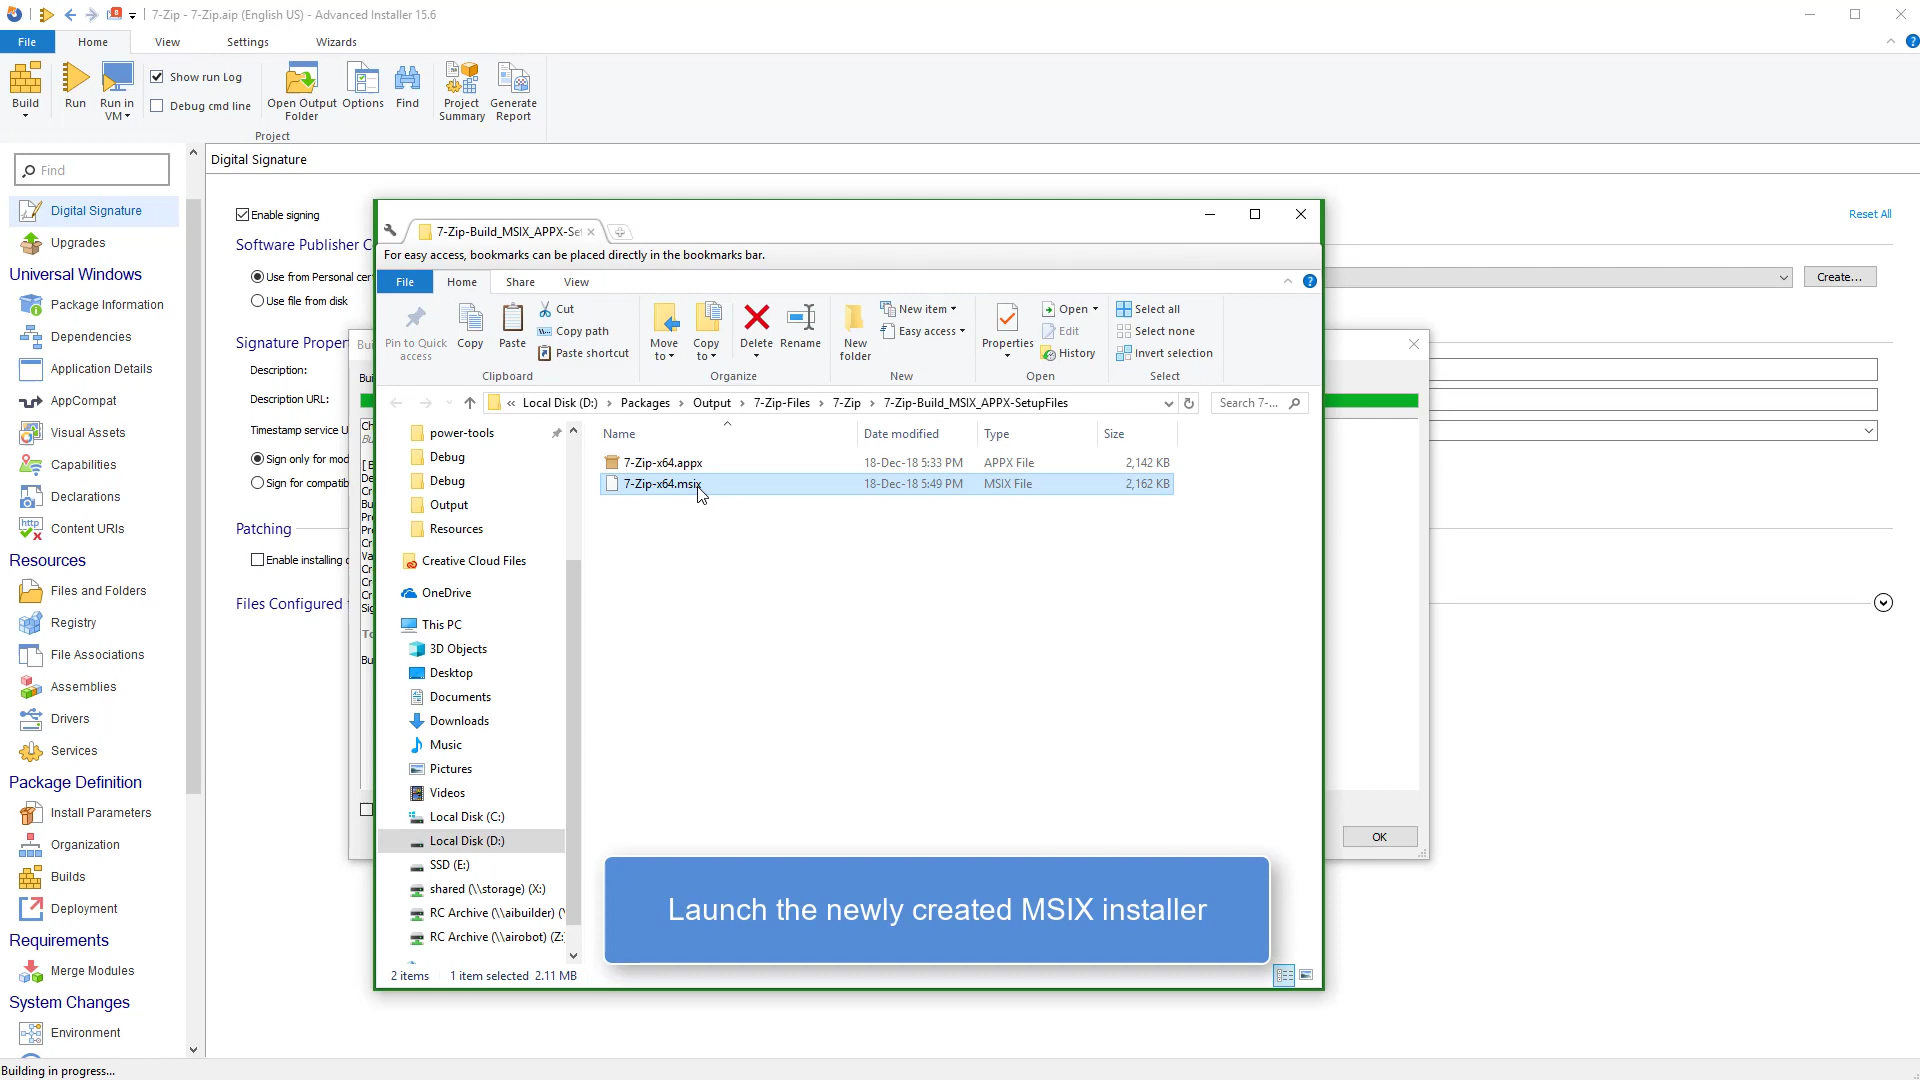 7-Zip - 7-Zip.aip (English US) - Advanced Installer 15.6
File
Home
View
Settings
Wizards
Build
Run
Run in VM
Show run Log
Debug cmd line
Open Output Folder
Options
Find
Project Summary
Generate Report
Project
Find
Digital Signature
Upgrades
Universal Windows
Package Information
Dependencies
Application Details
AppCompat
Visual Assets
Capabilities
Declarations
Content URIs
Resources
Files and Folders
Registry
File Associations
Assemblies
Drivers
Services
Package Definition
Install Parameters
Organization
Builds
Deployment
Requirements
Merge Modules
System Changes
Environment
Building in progress...
Digital Signature
Enable signing
Reset All
Software Publisher C
Use from Personal cer
Create...
Use file from disk
Signature Proper
Description:
Description URL:
Timestamp service U
Sign only for mod
Sign for compatib
Patching
Enable installing
Files Configured
OK
7-Zip-Build_MSIX_APPX-Se
For easy access, bookmarks can be placed directly in the bookmarks bar.
File
Home
Share
View
Pin to Quick access
Copy
Paste
Cut
Copy path
Paste shortcut
Clipboard
Move to
Copy to
Delete
Rename
Organize
New folder
New item
Easy access
New
Properties
Open
Edit
History
Open
Select all
Select none
Invert selection
Select
« Local Disk (D:) › Packages › Output › 7-Zip-Files › 7-Zip › 7-Zip-Build_MSIX_APPX-SetupFiles
Search 7-...
Name
Date modified
Type
Size
7-Zip-x64.appx
18-Dec-18 5:33 PM
APPX File
2,142 KB
7-Zip-x64.msix
18-Dec-18 5:49 PM
MSIX File
2,162 KB
power-tools
Debug
Debug
Output
Resources
Creative Cloud Files
OneDrive
This PC
3D Objects
Desktop
Documents
Downloads
Music
Pictures
Videos
Local Disk (C:)
Local Disk (D:)
SSD (E:)
shared (\\storage) (X:)
RC Archive (\\aibuilder) (
RC Archive (\\airobot) (Z:
Launch the newly created MSIX installer
2 items
1 item selected 2.11 MB